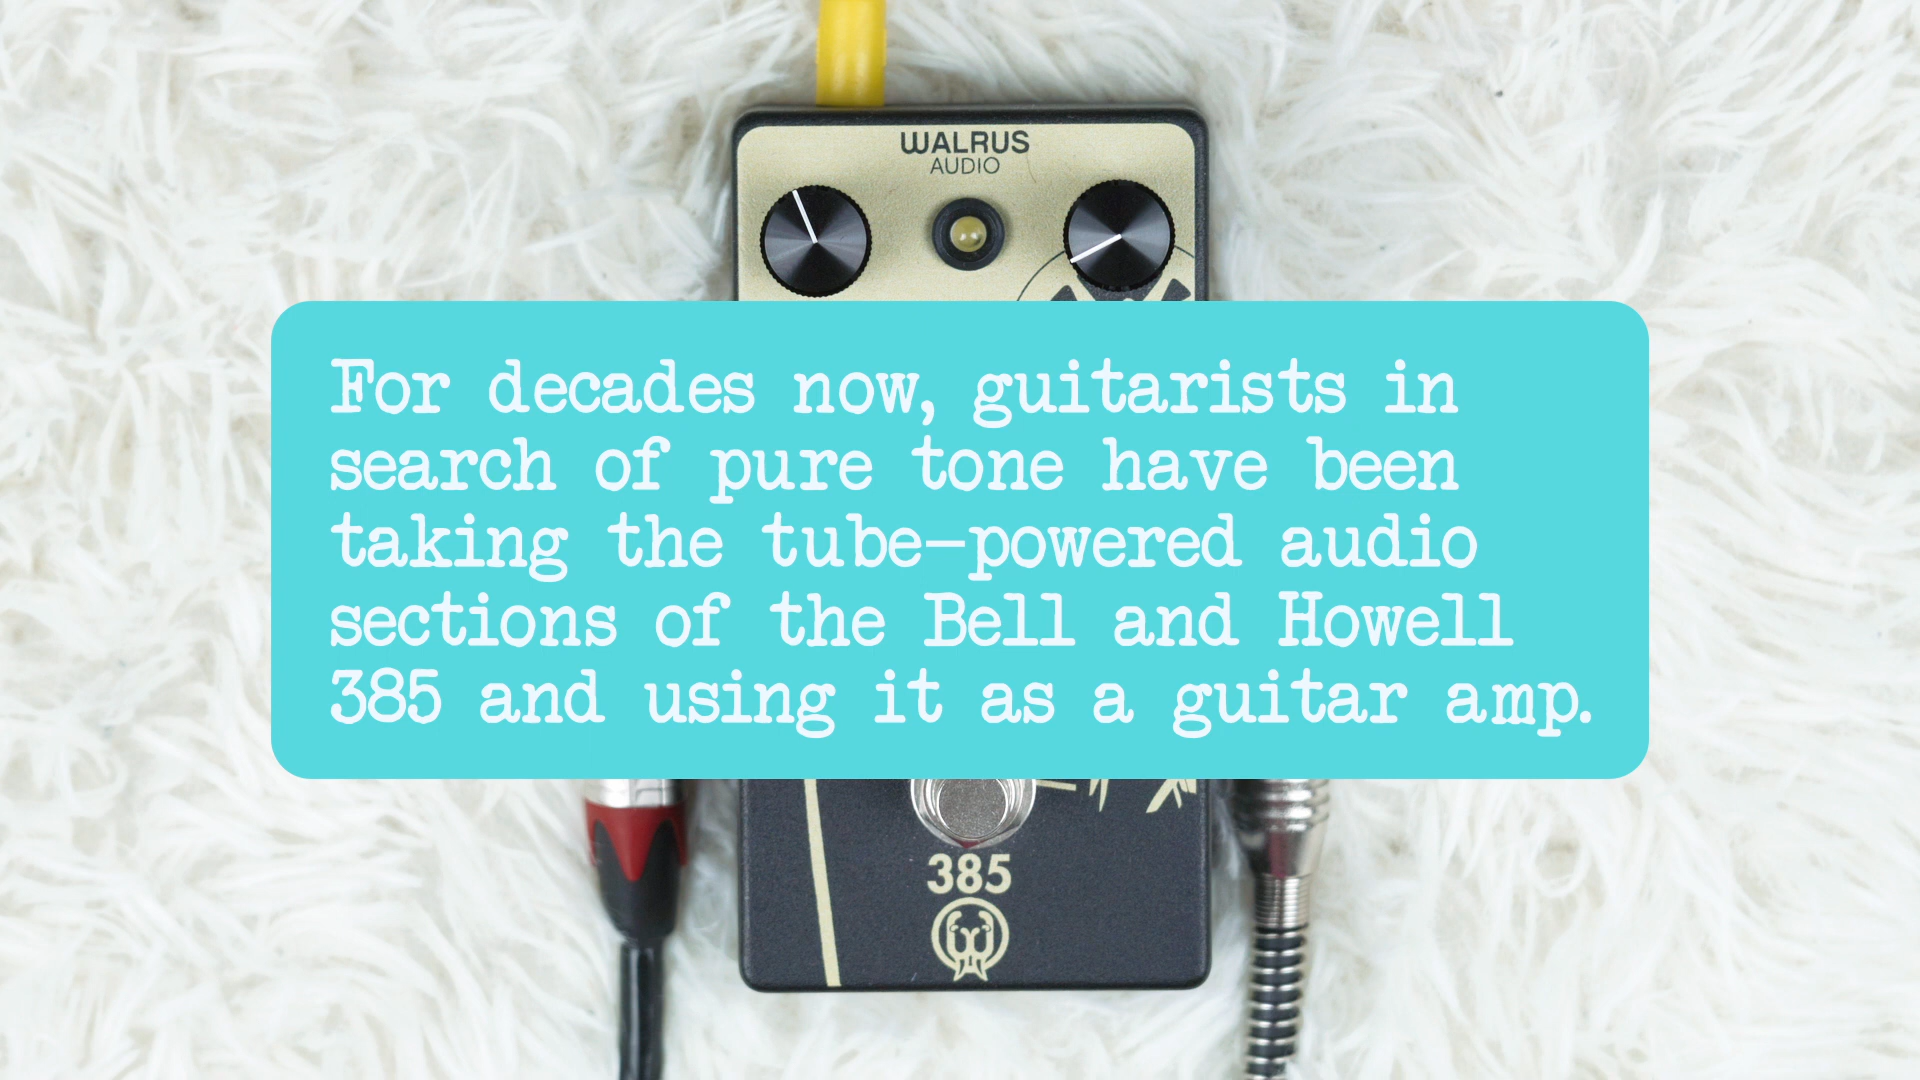 WALRUS
AUDIO
For decades now, guitarists in
search of pure tone have been
taking the tube-powered audio
sections of the Bell and Howell
385 and using it as a guitar amp.
385